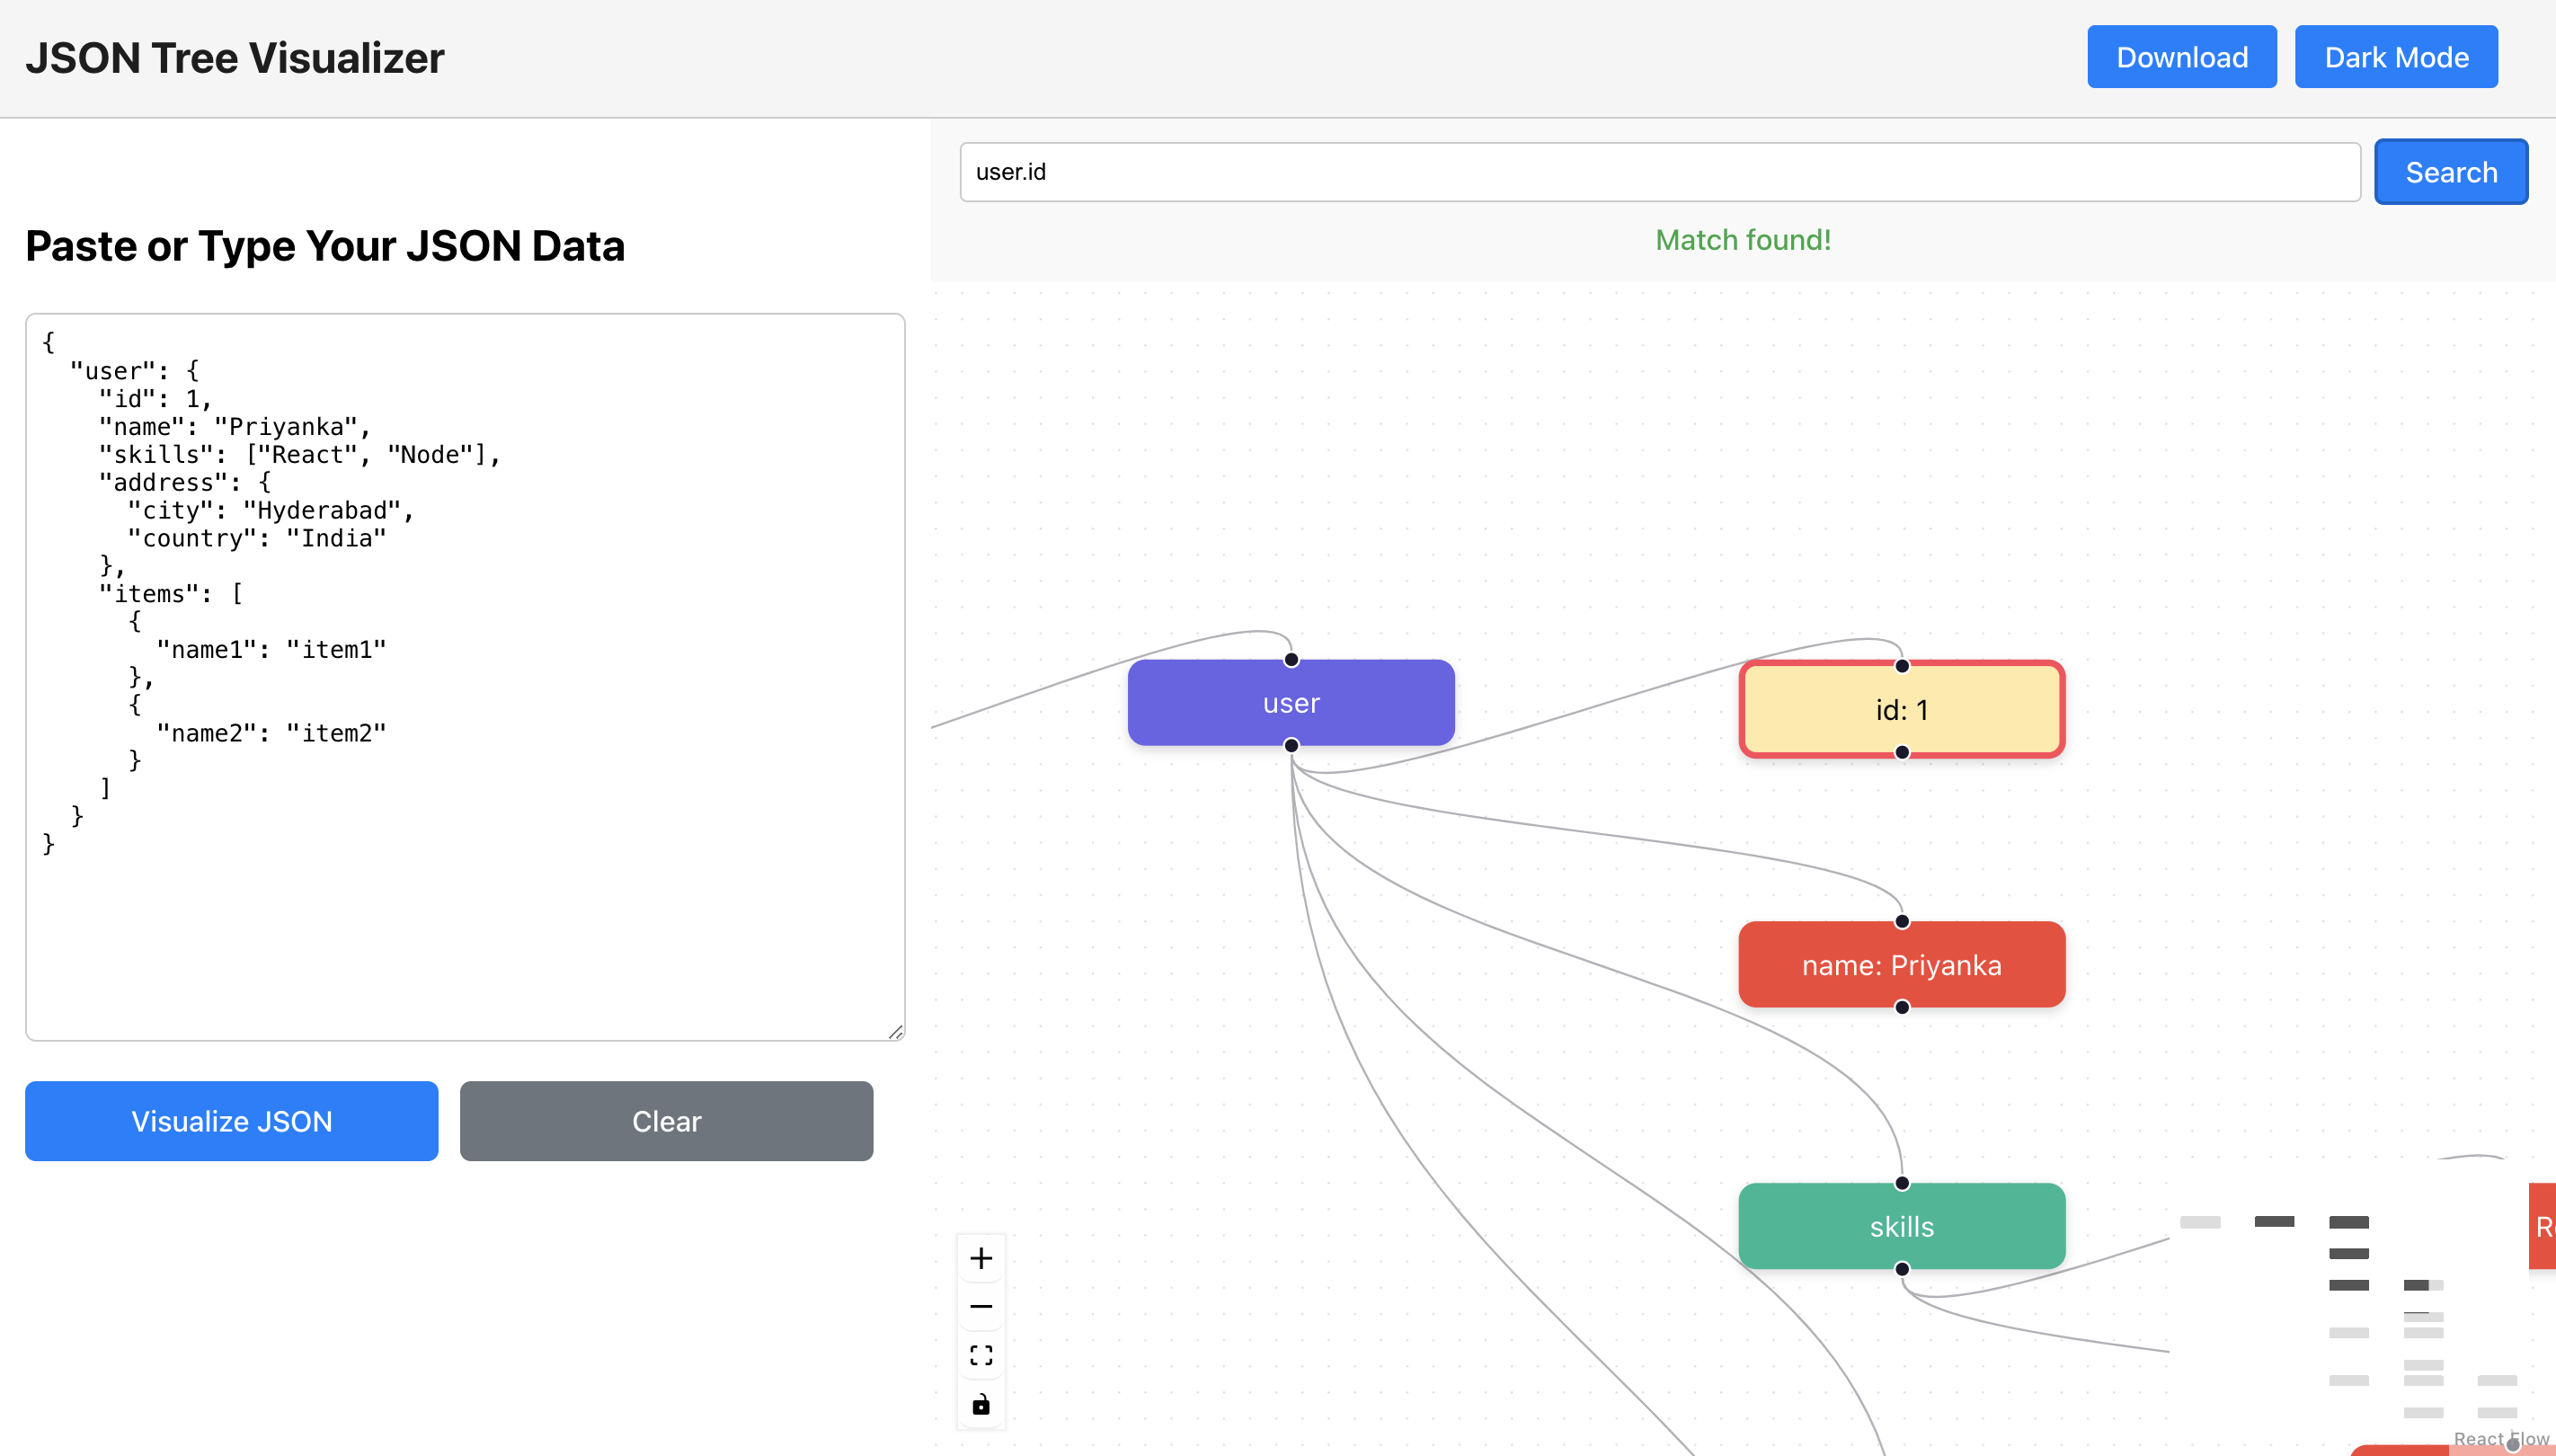 JSON Tree Visualizer
Download
Dark Mode
user.id
Search
Match found!
Paste or Type Your JSON Data
{
  "user": {
    "id": 1,
    "name": "Priyanka",
    "skills": ["React", "Node"],
    "address": {
      "city": "Hyderabad",
      "country": "India"
    },
    "items": [
      {
        "name1": "item1"
      },
      {
        "name2": "item2"
      }
    ]
  }
}
Visualize JSON
Clear
user
id: 1
name: Priyanka
skills
React Flow